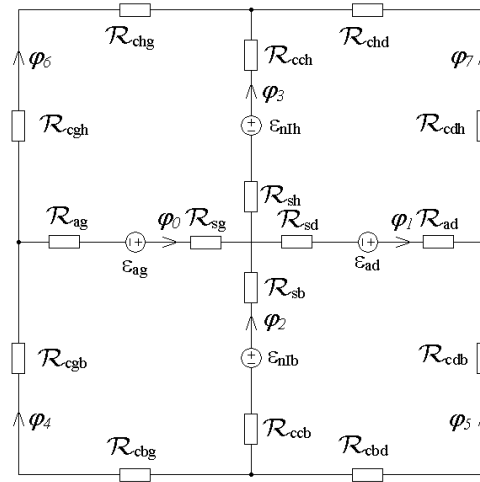 ℛchg
ℛchd
φ6
ℛcch
φ7
φ3
ℛcgh
εnIh
ℛcdh
ℛag
φ0
ℛsg
ℛsh
ℛsd
φ1
ℛad
εag
εad
ℛsb
φ2
ℛcgb
εnIb
ℛcdb
φ4
ℛccb
φ5
ℛcbg
ℛcbd